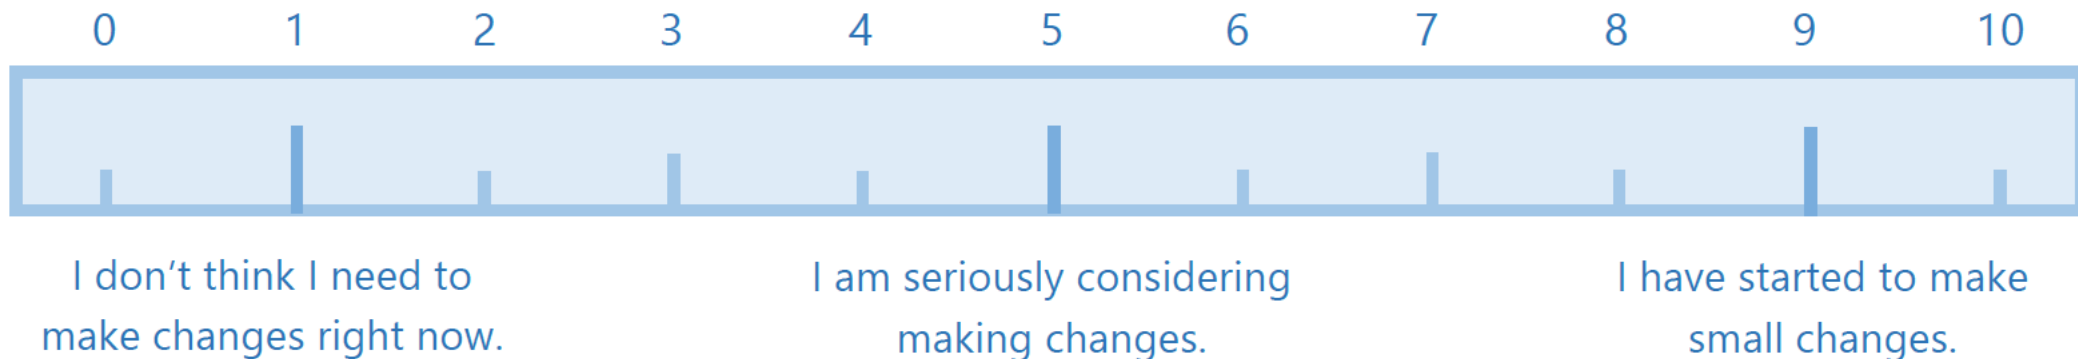 0 1 2 3 4 5 6 7 8 9 10
I don’t think I need to
make changes right now.
I am seriously considering
making changes.
I have started to make
small changes.